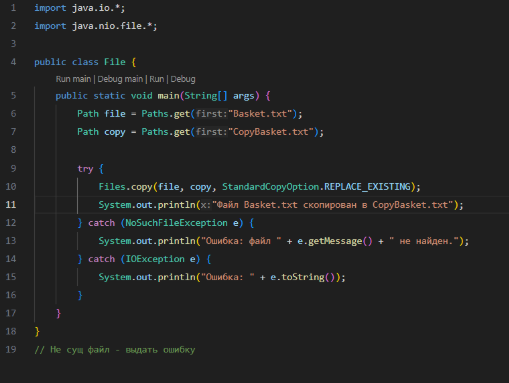 1 import java.io.*;
2 import java.nio.file.*;
3
4 public class File {
Run main | Debug main | Run | Debug
5 public static void main(String[] args) {
6 Path file = Paths.get(first:"Basket.txt");
7 Path copy = Paths.get(first:"CopyBasket.txt");
8
9 try {
10 Files.copy(file, copy, StandardCopyOption.REPLACE_EXISTING);
11 System.out.println(x:"Файл Basket.txt скопирован в CopyBasket.txt");
12 } catch (NoSuchFileException e) {
13 System.out.println("Ошибка: файл " + e.getMessage() + " не найден.");
14 } catch (IOException e) {
15 System.out.println("Ошибка: " + e.toString());
16 }
17 }
18 }
19 // Не сущ файл - выдать ошибку